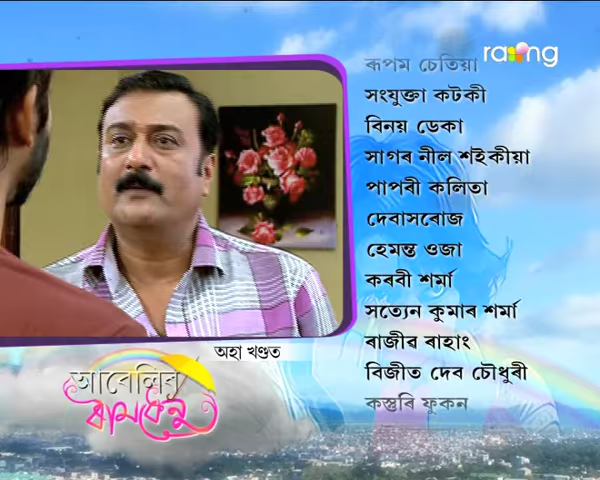 rang
ৰূপম চেতিয়া
সংযুক্তা কটকী
বিনয় ডেকা
সাগৰ নীল শইকীয়া
পাপৰী কলিতা
দেবাসৰোজ
হেমন্ত ওজা
কৰবী শৰ্মা
সত্যেন কুমাৰ শৰ্মা
ৰাজীৱ ৰাহাং
বিজীত দেব চৌধুৰী
কস্তুৰি ফুকন
অহা খণ্ডত
আবেলিৰ
ৰামধেনু